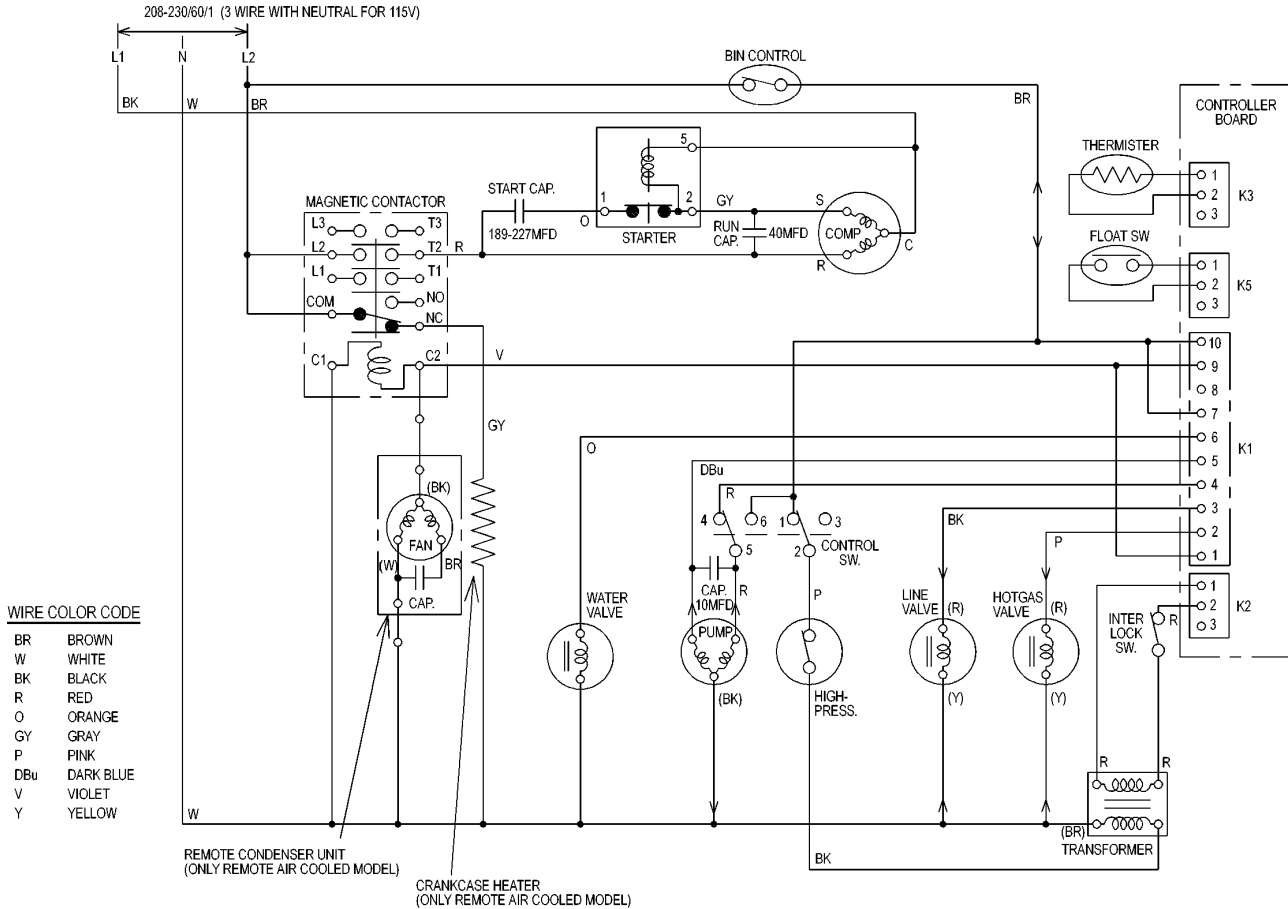 208-230/60/1 (3 WIRE WITH NEUTRAL FOR 115V)
L1 N L2
BIN CONTROL
BK W BR BR
CONTROLLER
BOARD
THERMISTER
1
2 K3
3
5
START CAP.
1 2 GY S
O
189-227MFD STARTER
RUN
CAP.
40MFD COMP
R C
MAGNETIC CONTACTOR
L3 T3
L2 T2 R
L1 T1
NO
COM
NC
C1 C2 V
FLOAT SW
1
2 K5
3
10
9
8
7
6
5 K1
4
3
2
1
GY
O
DBu
R
4 6 1 3
5 2 CONTROL
SW.
BK P
(BK)
FAN
(W) BR
CAP.
CAP.
10MFD
R P
WATER
VALVE
PUMP
(BK)
HIGH-
PRESS.
LINE
VALVE (R)
(Y)
HOTGAS
VALVE (R)
(Y)
INTER
LOCK
SW.
R
1
2 K2
3
R R
(BR)
TRANSFORMER
BK
W
WIRE COLOR CODE
BR BROWN
W WHITE
BK BLACK
R RED
O ORANGE
GY GRAY
P PINK
DBu DARK BLUE
V VIOLET
Y YELLOW
REMOTE CONDENSER UNIT
(ONLY REMOTE AIR COOLED MODEL)
CRANKCASE HEATER
(ONLY REMOTE AIR COOLED MODEL)